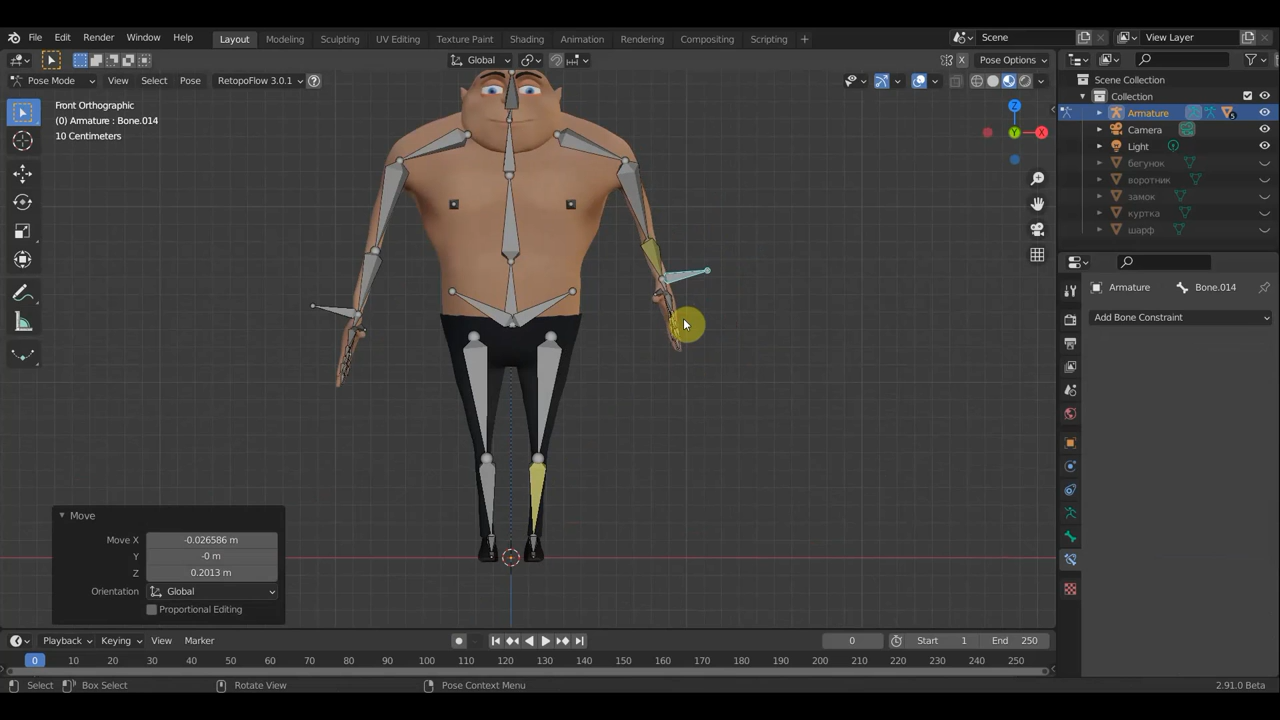 File Edit Render Window Help Layout Modeling Sculpting UV Editing Texture Paint Shading Animation Rendering Compositing Scripting + Scene View Layer
Global Pose Options
Pose Mode View Select Pose RetopoFlow 3.0.1 ? Scene Collection
Front Orthographic
(0) Armature : Bone.014
10 Centimeters
Z
X
Y
Collection
Armature
5
Camera
Light
бегунок
воротник
замок
куртка
шарф
Armature Bone.014
Add Bone Constraint
Move
Move X -0.026586 m
Y -0 m
Z 0.2013 m
Orientation Global
Proportional Editing
Playback Keying View Marker 0 Start 1 End 250
0 10 20 30 40 50 60 70 80 90 100 110 120 130 140 150 160 170 180 190 200 210 220 230 240 250
Select Box Select Rotate View Pose Context Menu 2.91.0 Beta